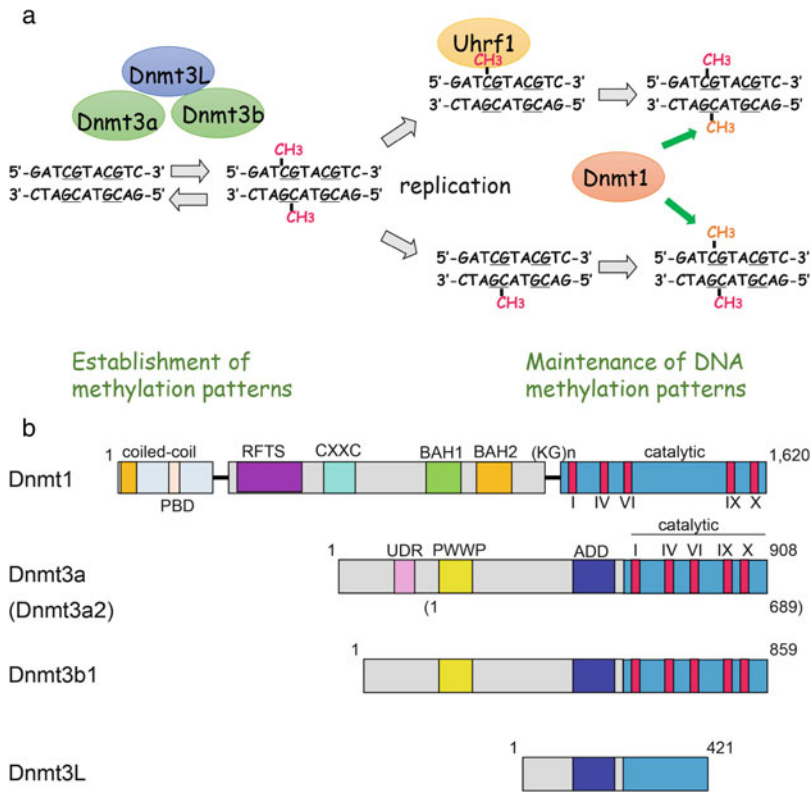 a
Dnmt3L
Dnmt3a
Dnmt3b
5'-GATCGTACGTC-3'
3'-CTAGCATGCAG-5'
CH3
5'-GATCGTACGTC-3'
3'-CTAGCATGCAG-5'
CH3
replication
Uhrf1
CH3
5'-GATCGTACGTC-3'
3'-CTAGCATGCAG-5'
CH3
5'-GATCGTACGTC-3'
3'-CTAGCATGCAG-5'
CH3
Dnmt1
5'-GATCGTACGTC-3'
3'-CTAGCATGCAG-5'
CH3
CH3
5'-GATCGTACGTC-3'
3'-CTAGCATGCAG-5'
CH3
Establishment of
methylation patterns
Maintenance of DNA
methylation patterns
b
1 coiled-coil RFTS CXXC BAH1 BAH2 (KG)n catalytic 1,620
Dnmt1
PBD I IV VI IX X
catalytic
1 UDR PWWP ADD I IV VI IX X 908
Dnmt3a
(Dnmt3a2) (1 689)
1 859
Dnmt3b1
1 421
Dnmt3L